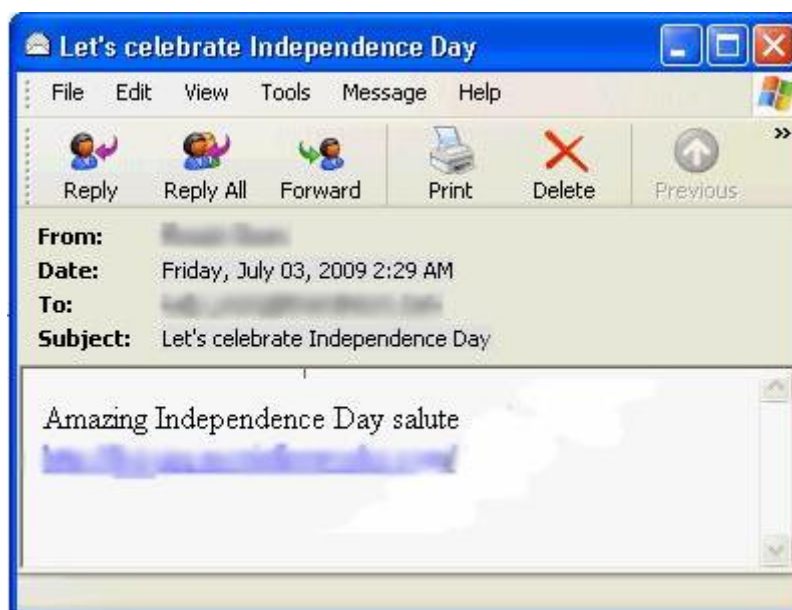 Let's celebrate Independence Day
File Edit View Tools Message Help
»
Reply Reply All Forward Print Delete Previous
From:
Date: Friday, July 03, 2009 2:29 AM
To:
Subject: Let's celebrate Independence Day
Amazing Independence Day salute